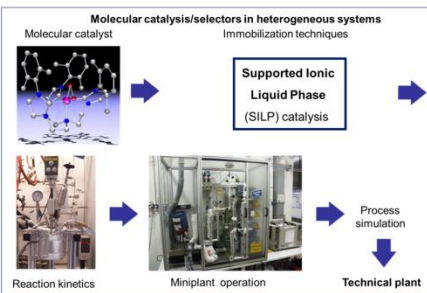 Molecular catalysis/selectors in heterogeneous systems
Molecular catalyst
Immobilization techniques
Supported Ionic
Liquid Phase
(SILP) catalysis
Process
simulation
Reaction kinetics
Miniplant operation
Technical plant